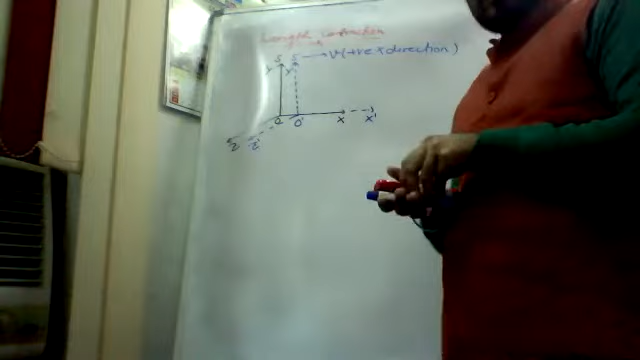 Length contraction
S S'
→ v (+ve x direction)
Y Y'
O O' X X'
Z Z'